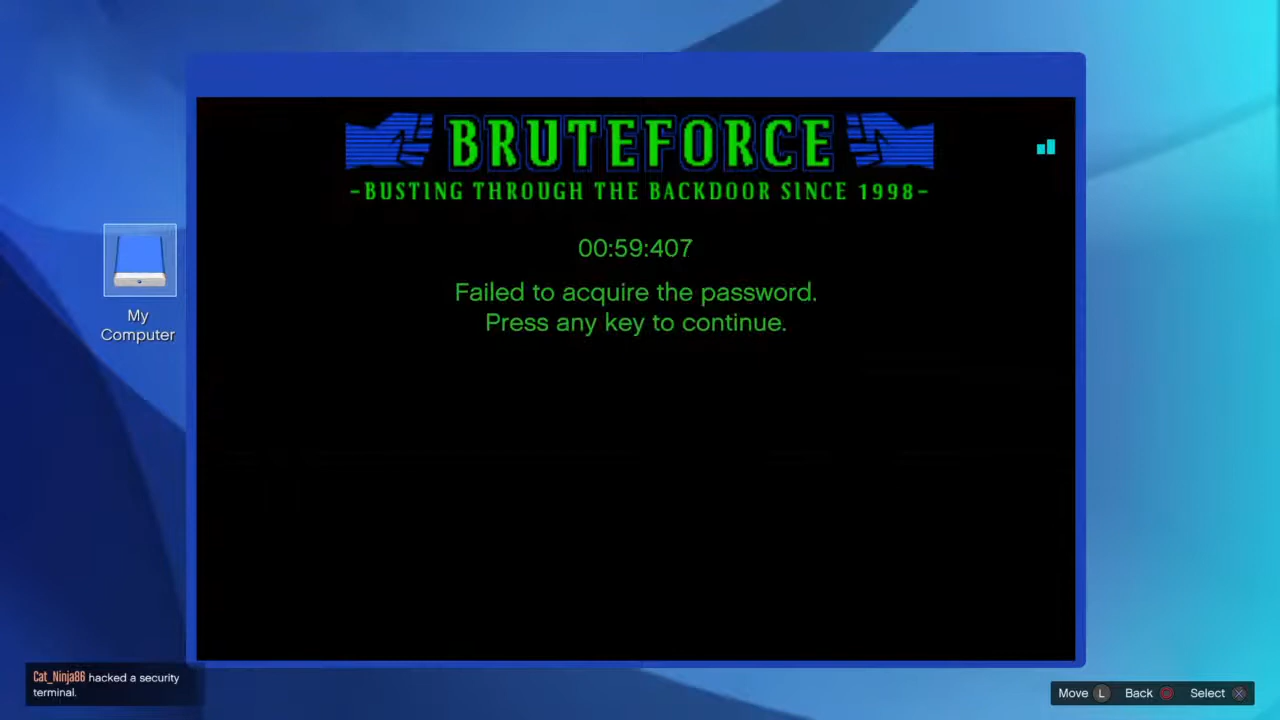 BRUTEFORCE
-BUSTING THROUGH THE BACKDOOR SINCE 1998-
00:59:407
Failed to acquire the password.
Press any key to continue.
My
Computer
Cat_Ninja86 hacked a security
terminal.
Move L Back Select